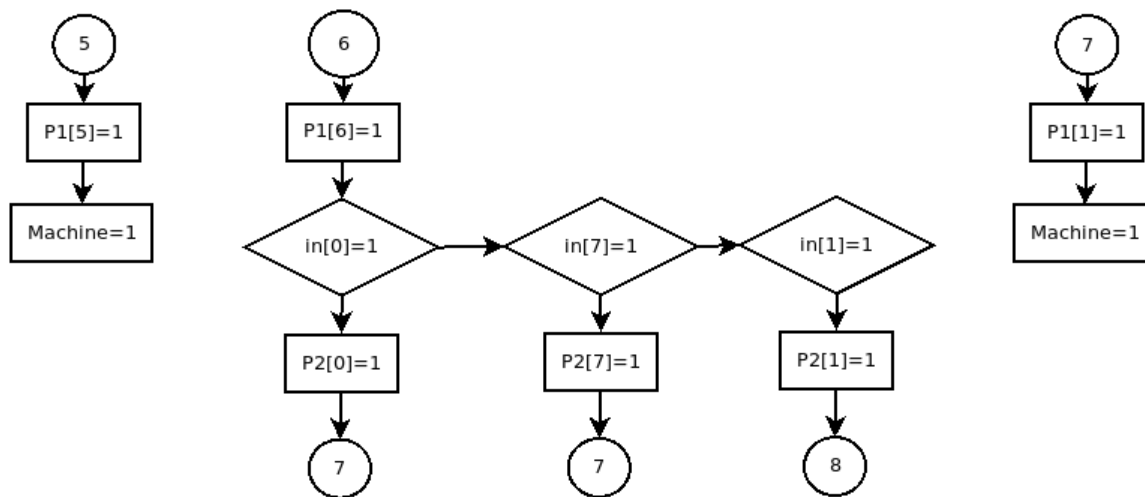 5
6
7
P1[5]=1
P1[6]=1
P1[1]=1
Machine=1
in[0]=1
in[7]=1
in[1]=1
Machine=1
P2[0]=1
P2[7]=1
P2[1]=1
7
7
8